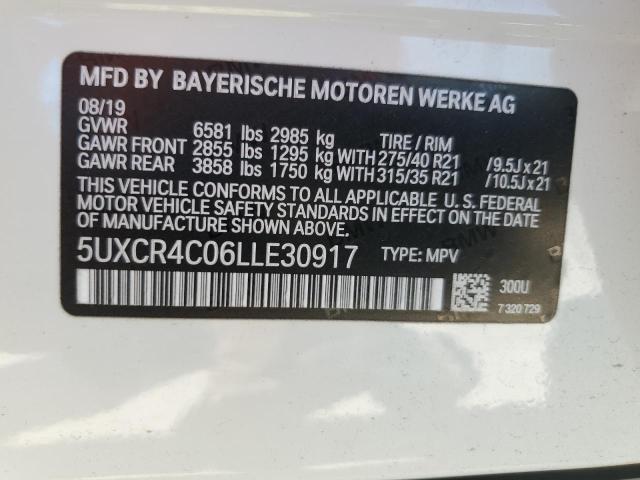 MFD BY BAYERISCHE MOTOREN WERKE AG
08/19
GVWR 6581 lbs 2985 kg TIRE / RIM
GAWR FRONT 2855 lbs 1295 kg WITH 275/40 R21 /9.5J x 21
GAWR REAR 3858 lbs 1750 kg WITH 315/35 R21 /10.5J x 21
THIS VEHICLE CONFORMS TO ALL APPLICABLE U. S. FEDERAL
MOTOR VEHICLE SAFETY STANDARDS IN EFFECT ON THE DATE
OF MANUFACTURE SHOWN ABOVE.
5UXCR4C06LLE30917 TYPE: MPV
300U
7 320 729